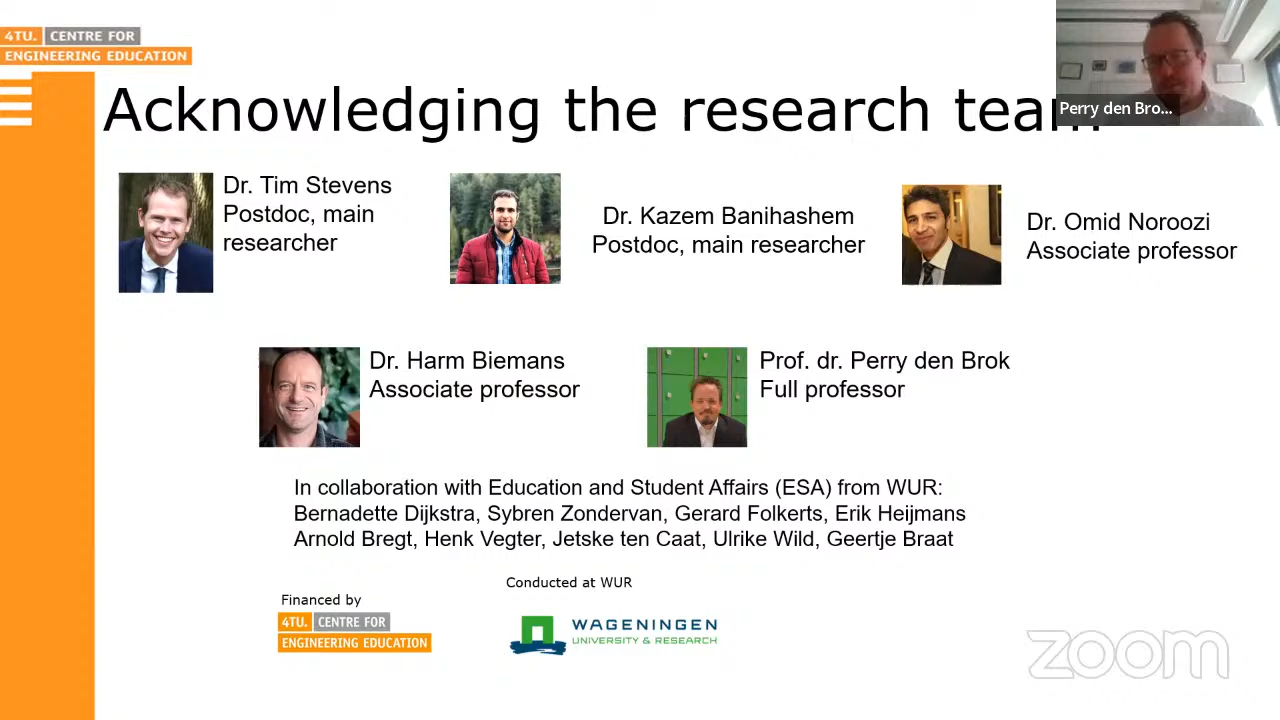 4TU. CENTRE FOR
ENGINEERING EDUCATION
Acknowledging the research team
Perry den Bro...
Dr. Tim Stevens
Postdoc, main
researcher
Dr. Kazem Banihashem
Postdoc, main researcher
Dr. Omid Noroozi
Associate professor
Dr. Harm Biemans
Associate professor
Prof. dr. Perry den Brok
Full professor
In collaboration with Education and Student Affairs (ESA) from WUR:
Bernadette Dijkstra, Sybren Zondervan, Gerard Folkerts, Erik Heijmans
Arnold Bregt, Henk Vegter, Jetske ten Caat, Ulrike Wild, Geertje Braat
Conducted at WUR
Financed by
4TU. CENTRE FOR
ENGINEERING EDUCATION
WAGENINGEN
UNIVERSITY & RESEARCH
zoom